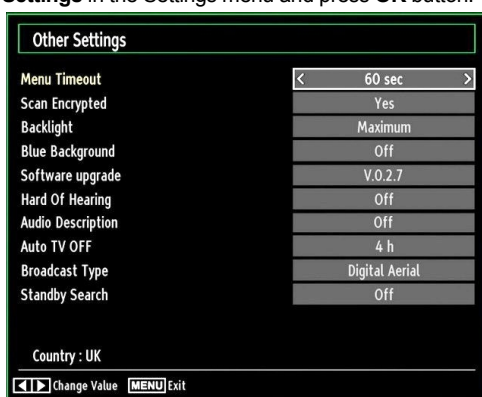 Settings in the Settings menu and press OK button.
Other Settings
Menu Timeout < 60 sec >
Scan Encrypted Yes
Backlight Maximum
Blue Background Off
Software upgrade V.0.2.7
Hard Of Hearing Off
Audio Description Off
Auto TV OFF 4 h
Broadcast Type Digital Aerial
Standby Search Off
Country : UK
Change Value MENU Exit